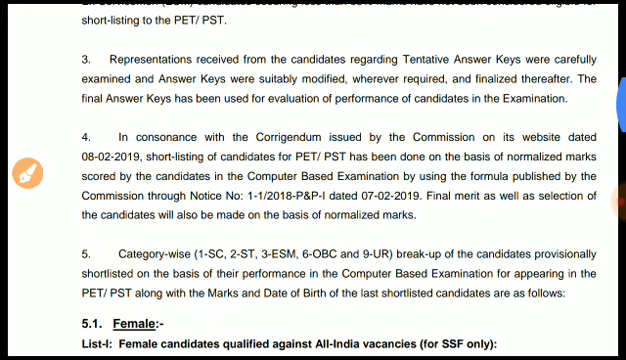 short-listing to the PET/ PST.
3. Representations received from the candidates regarding Tentative Answer Keys were carefully
examined and Answer Keys were suitably modified, wherever required, and finalized thereafter. The
final Answer Keys has been used for evaluation of performance of candidates in the Examination.
4. In consonance with the Corrigendum issued by the Commission on its website dated
08-02-2019, short-listing of candidates for PET/ PST has been done on the basis of normalized marks
scored by the candidates in the Computer Based Examination by using the formula published by the
Commission through Notice No: 1-1/2018-P&P-I dated 07-02-2019. Final merit as well as selection of
the candidates will also be made on the basis of normalized marks.
5. Category-wise (1-SC, 2-ST, 3-ESM, 6-OBC and 9-UR) break-up of the candidates provisionally
shortlisted on the basis of their performance in the Computer Based Examination for appearing in the
PET/ PST along with the Marks and Date of Birth of the last shortlisted candidates are as follows:
5.1. Female:-
List-I: Female candidates qualified against All-India vacancies (for SSF only):